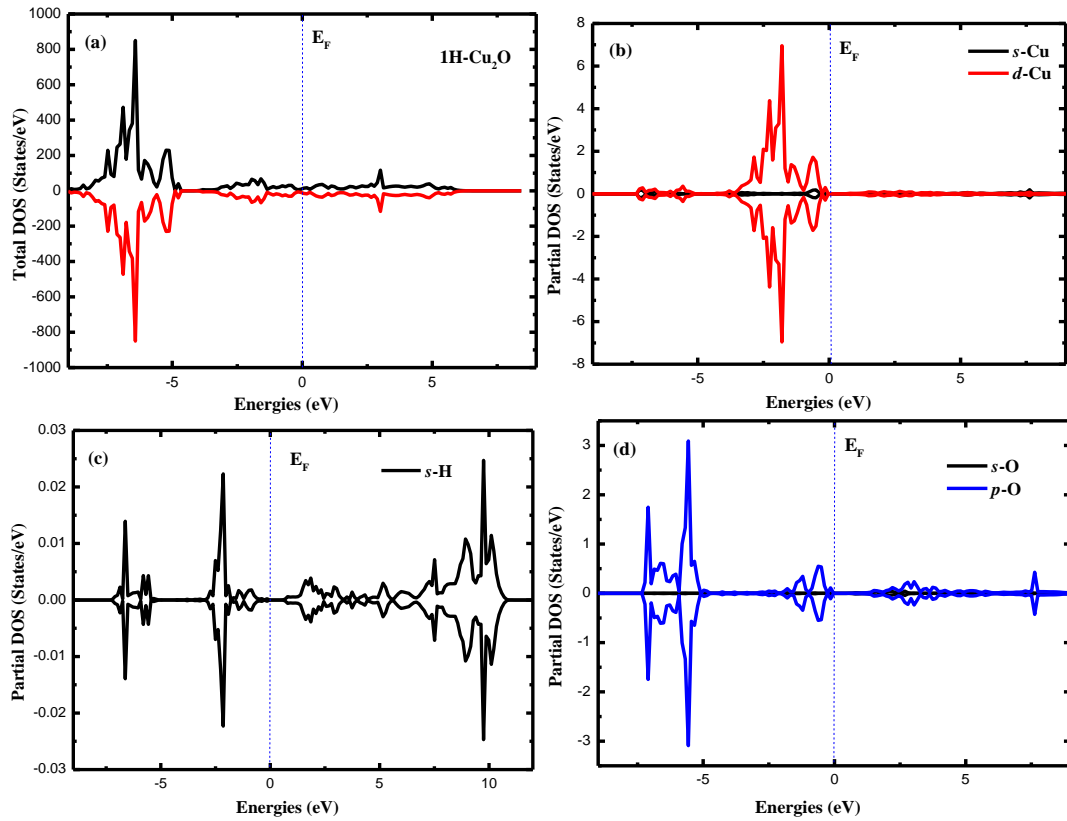 (a)
E_F
1H-Cu₂O
Total DOS (States/eV)
1000
800
600
400
200
0
-200
-400
-600
-800
-1000
-5
0
5
Energies (eV)
(b)
E_F
s-Cu
d-Cu
Partial DOS (States/eV)
8
6
4
2
0
-2
-4
-6
-8
-5
0
5
Energies (eV)
(c)
E_F
s-H
Partial DOS (States/eV)
0.03
0.02
0.01
0.00
-0.01
-0.02
-0.03
-5
0
5
10
Energies (eV)
(d)
E_F
s-O
p-O
Partial DOS (States/eV)
3
2
1
0
-1
-2
-3
-5
0
5
Energies (eV)